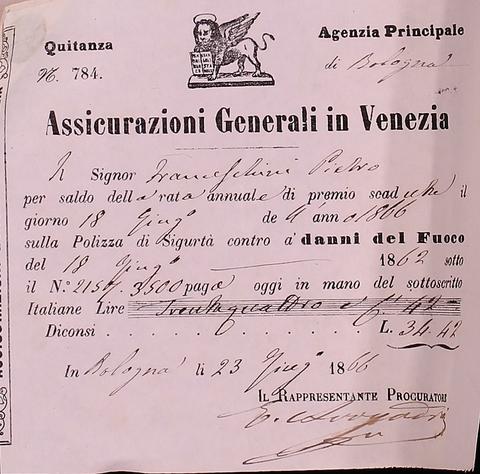 Quitanza
Agenzia Principale
N. 784.
di Bologna
Assicurazioni Generali in Venezia
Il Signor Franceschini Pietro
per saldo della rata annuale di premio scaduta il
giorno 18 Giug.º de ll anno 1866
sulla Polizza di Sigurtà contro a' danni del Fuoco
del 18 Giug.º 1862 sotto
il N.º 2157. 3500 pagò oggi in mano del sottoscritto
Italiane Lire Trentaquattro e C.i 42
Diconsi L. 34.42
In Bologna li 23 Giug.º 1866
Il Rappresentante Procuratore